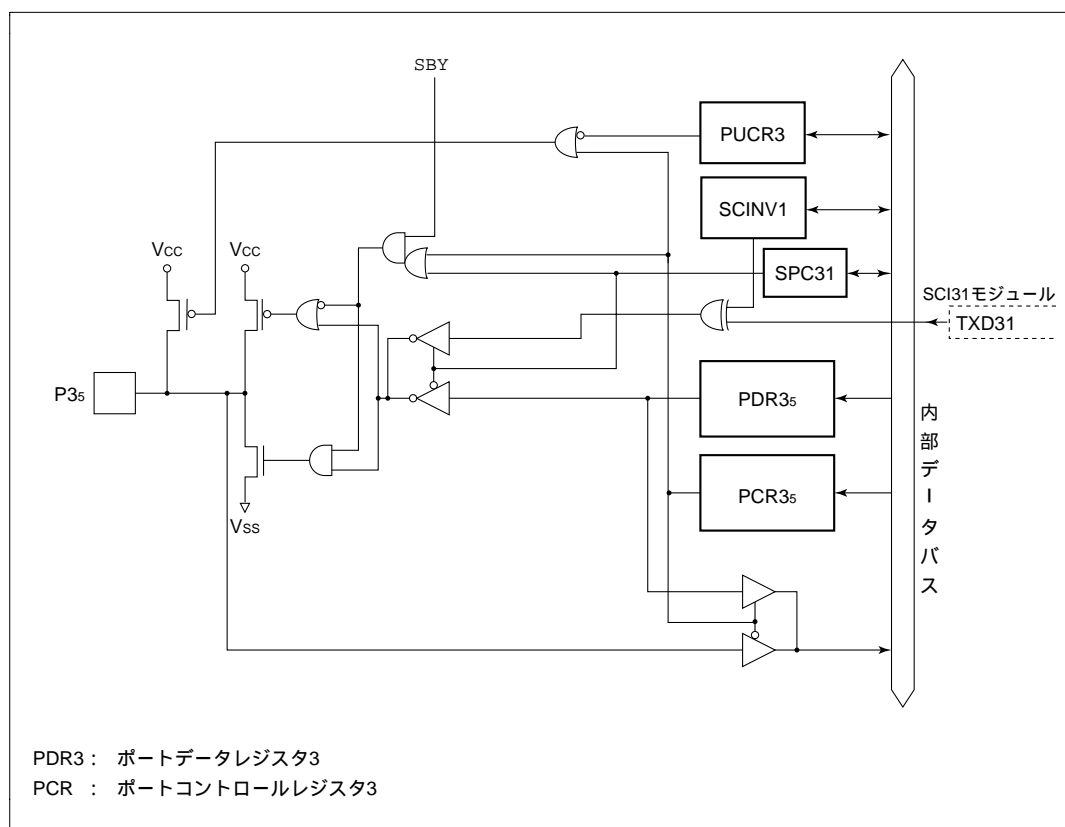 SBY
PUCR3
SCINV1
VCC
VCC
SPC31
SCI31モジュール
TXD31
P35
PDR35
PCR35
VSS
内部データバス
PDR3 : ポートデータレジスタ3
PCR : ポートコントロールレジスタ3